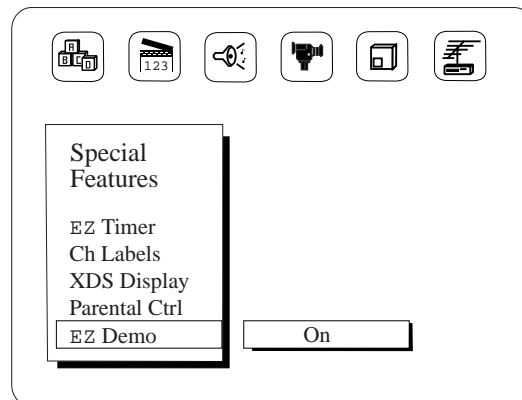 A
B C D
123
Special
Features
EZ Timer
Ch Labels
XDS Display
Parental Ctrl
EZ Demo
On